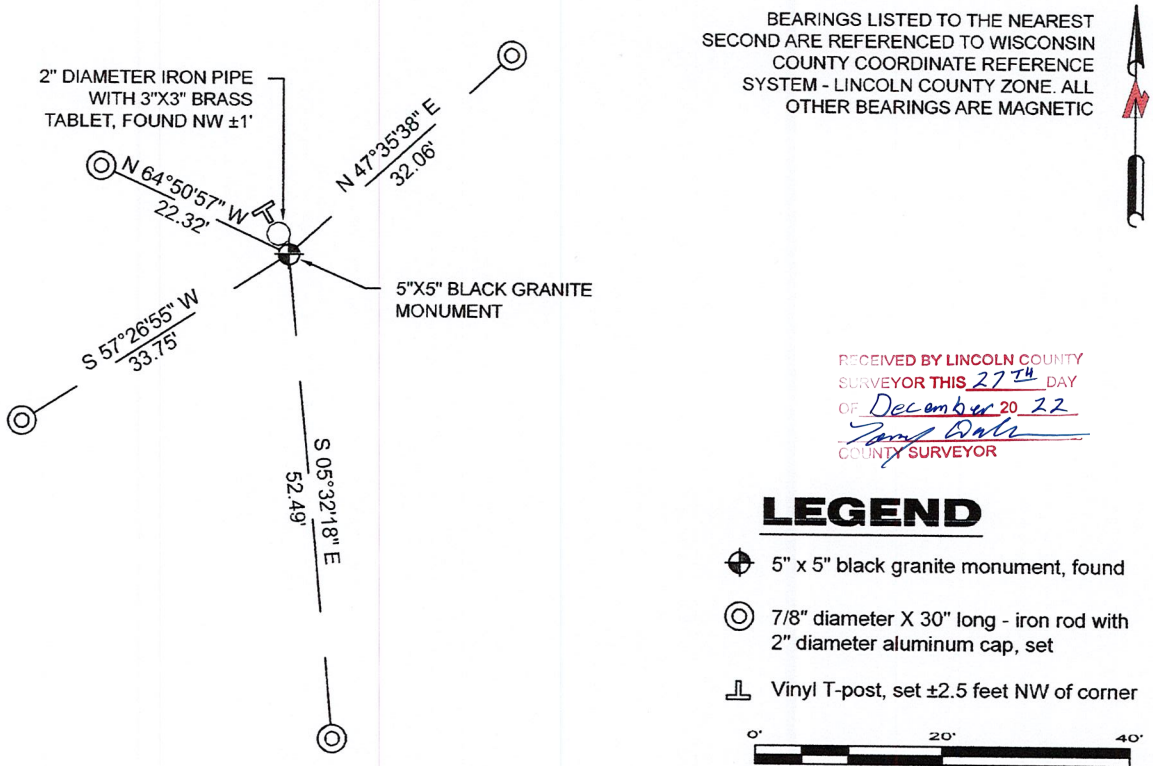 BEARINGS LISTED TO THE NEAREST
SECOND ARE REFERENCED TO WISCONSIN
COUNTY COORDINATE REFERENCE
SYSTEM - LINCOLN COUNTY ZONE. ALL
OTHER BEARINGS ARE MAGNETIC
N
2" DIAMETER IRON PIPE
WITH 3"X3" BRASS
TABLET, FOUND NW ±1'
N 47°35'38" E
32.06'
N 64°50'57" W
22.32'
5"X5" BLACK GRANITE
MONUMENT
S 57°26'55" W
33.75'
S 05°32'18" E
52.49'
RECEIVED BY LINCOLN COUNTY
SURVEYOR THIS 27TH DAY
OF December 20 22
COUNTY SURVEYOR
LEGEND
5" x 5" black granite monument, found
7/8" diameter X 30" long - iron rod with
2" diameter aluminum cap, set
Vinyl T-post, set ±2.5 feet NW of corner
0' 20' 40'